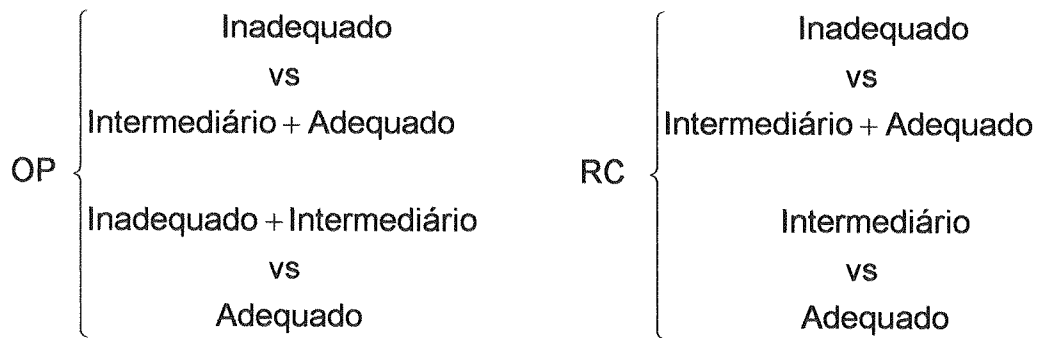 OP
Inadequado
vs
Intermediário + Adequado
Inadequado + Intermediário
vs
Adequado
RC
Inadequado
vs
Intermediário + Adequado
Intermediário
vs
Adequado